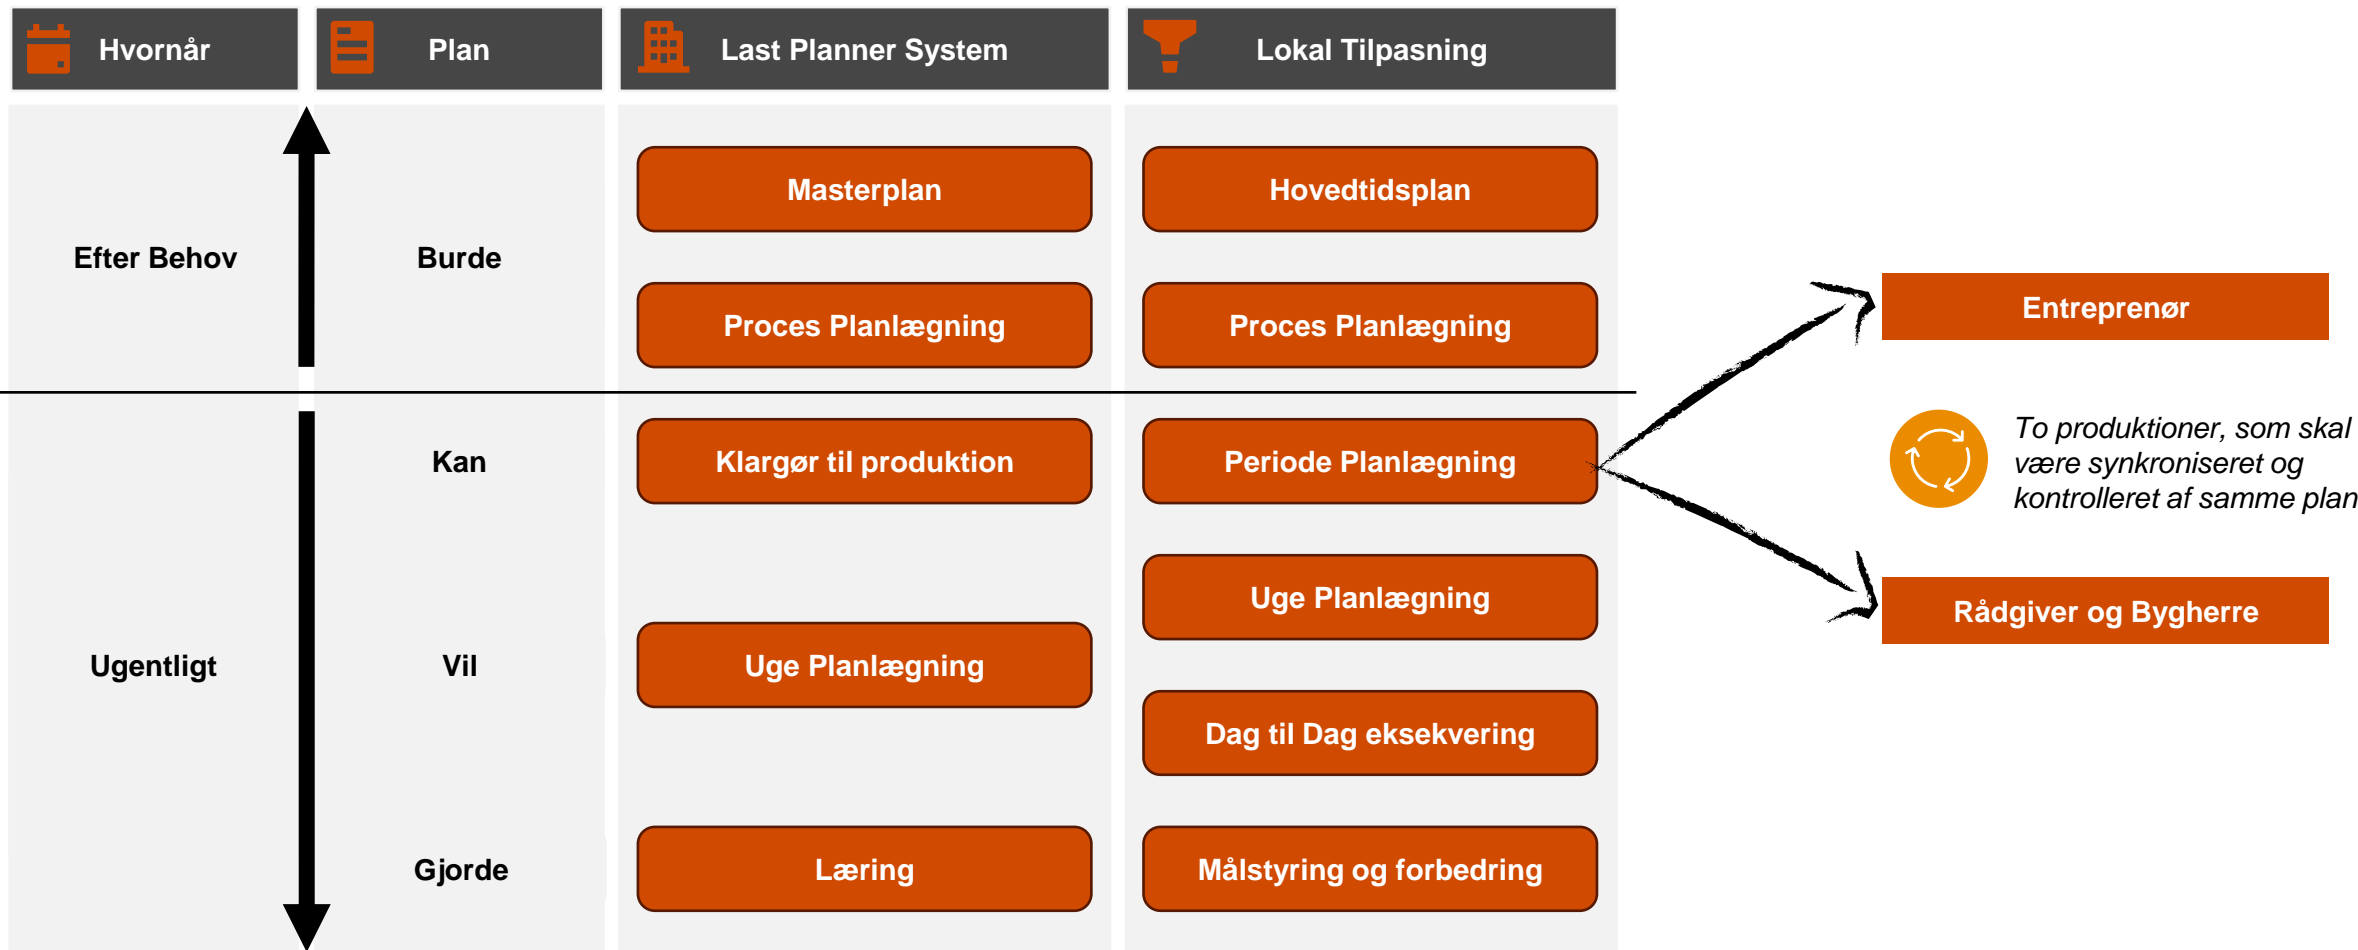 Hvornår
Plan
Last Planner System
Lokal Tilpasning
Efter Behov
Burde
Masterplan
Hovedtidsplan
Proces Planlægning
Proces Planlægning
Ugentligt
Kan
Klargør til produktion
Periode Planlægning
Vil
Uge Planlægning
Uge Planlægning
Dag til Dag eksekvering
Gjorde
Læring
Målstyring og forbedring
Entreprenør
To produktioner, som skal
være synkroniseret og
kontrolleret af samme plan
Rådgiver og Bygherre